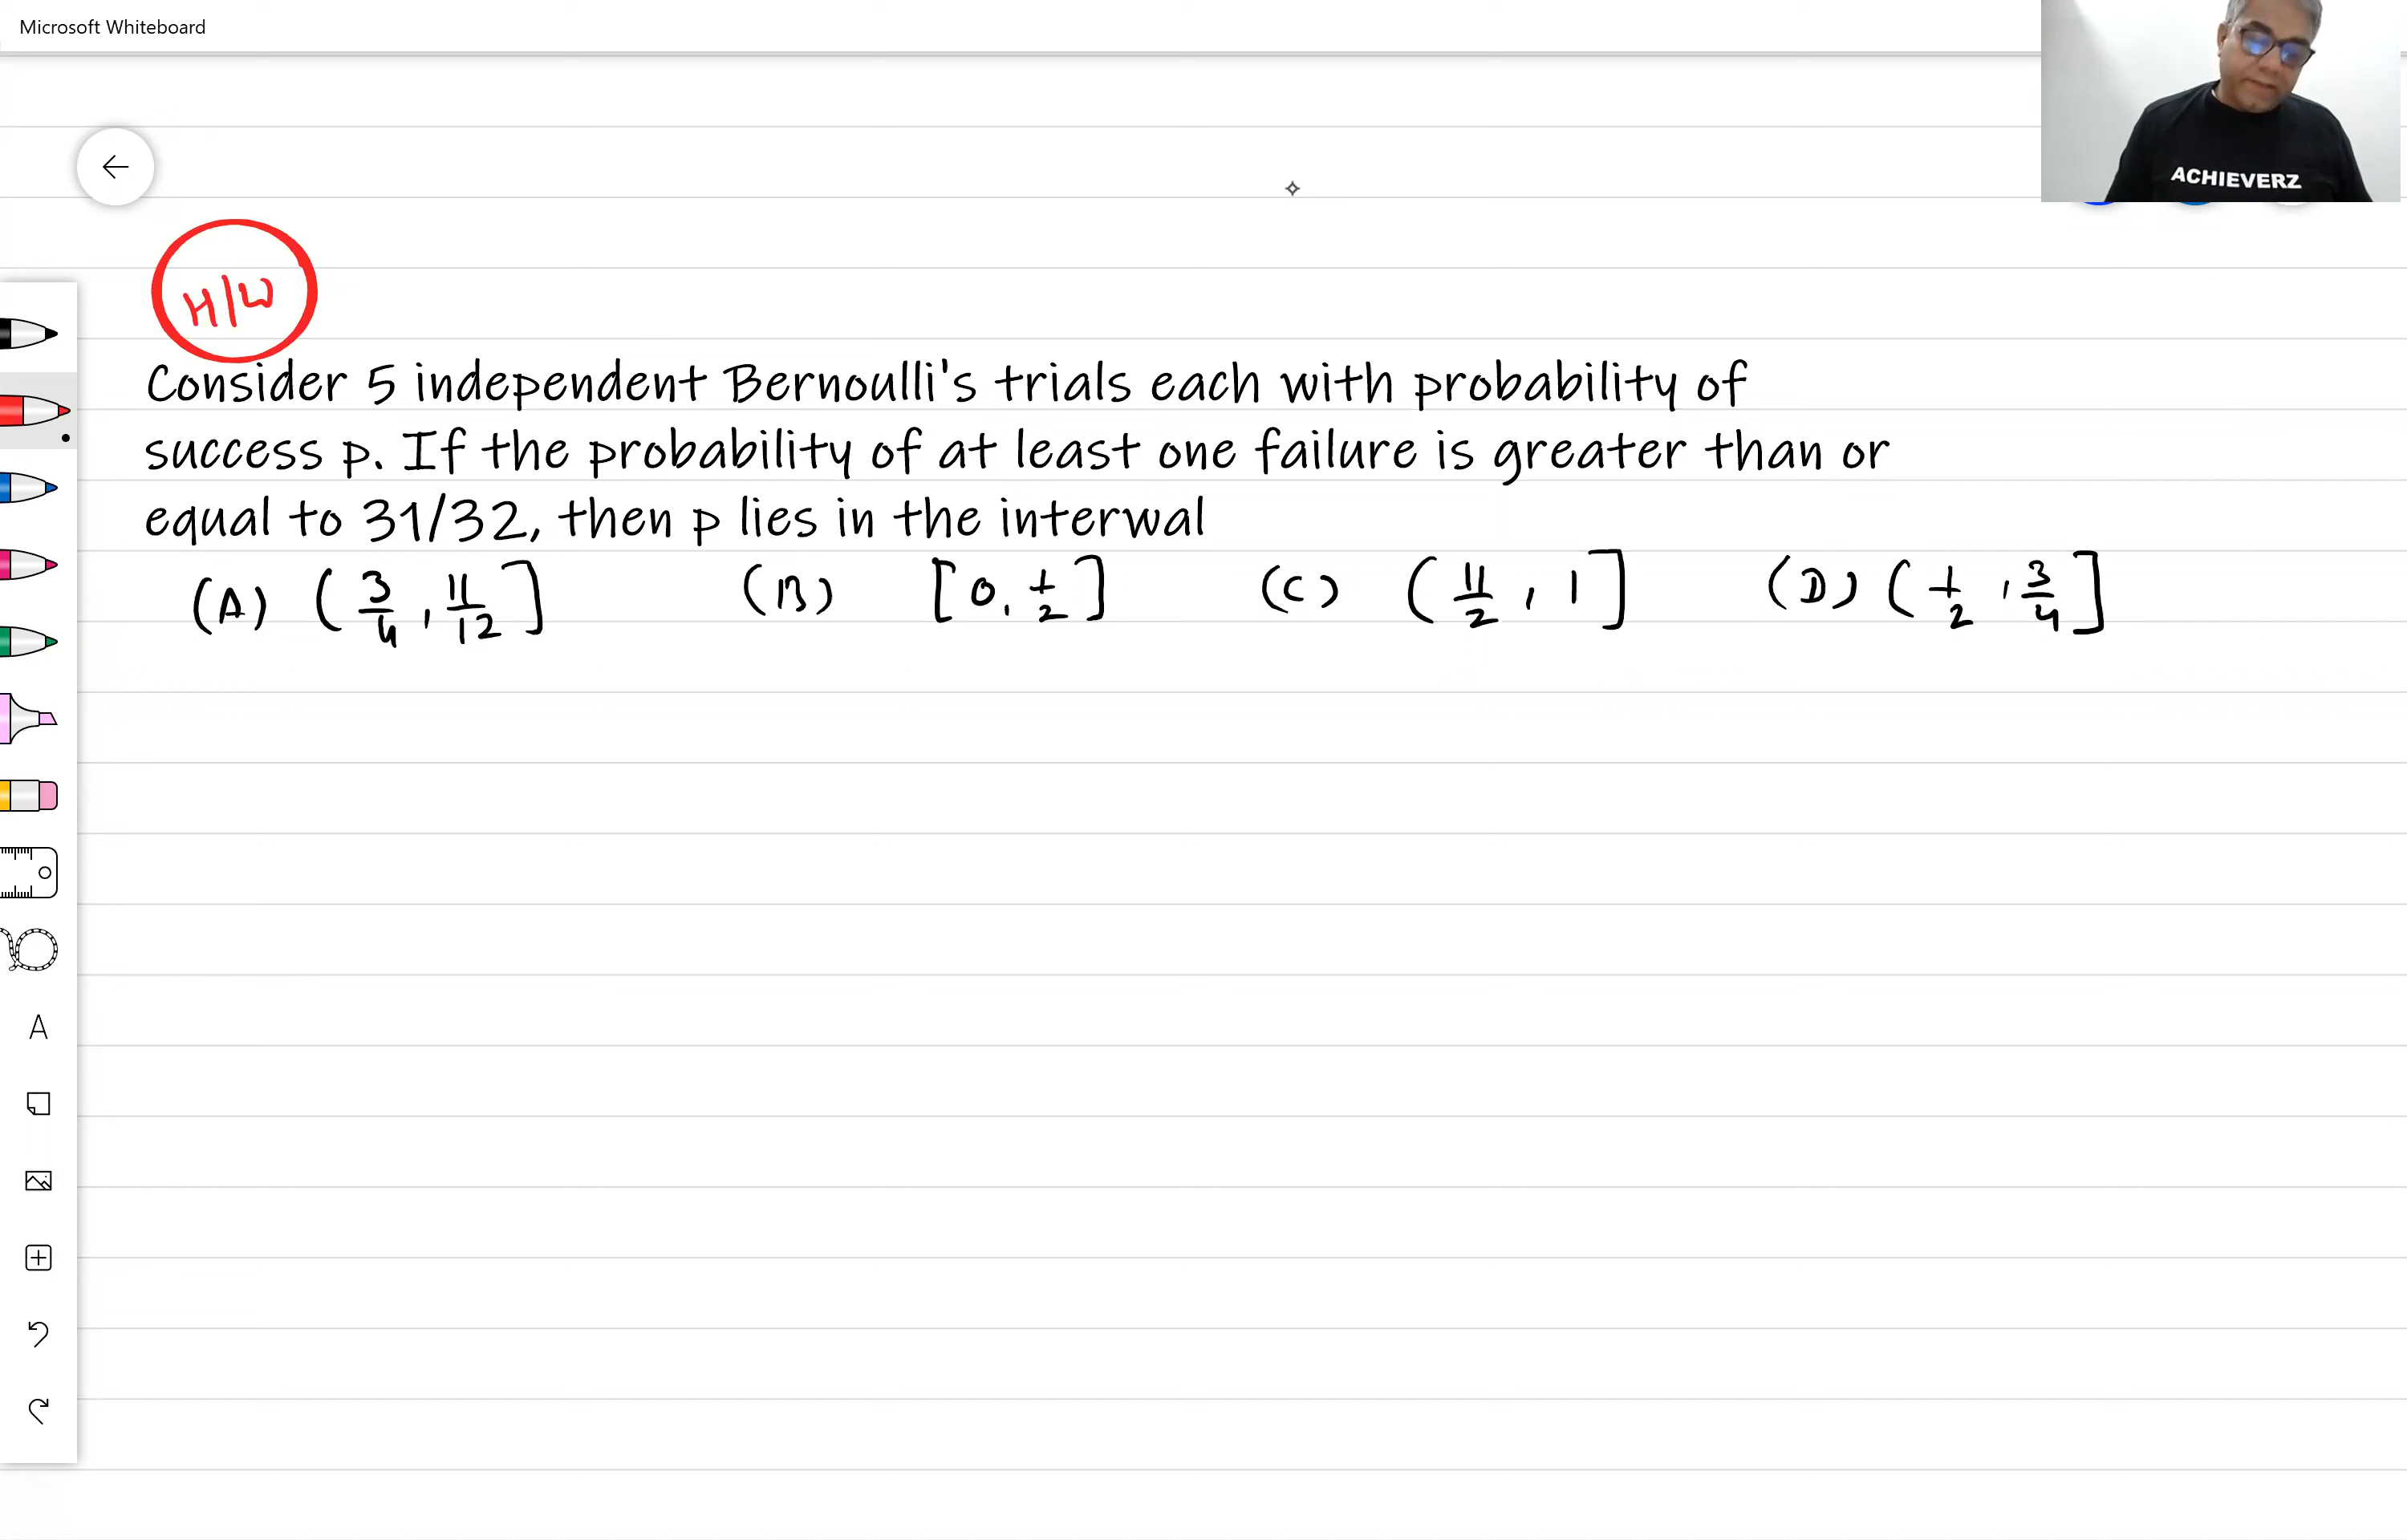 Microsoft Whiteboard
ACHIEVERZ
H/W
Consider 5 independent Bernoulli's trials each with probability of
success p. If the probability of at least one failure is greater than or
equal to 31/32, then p lies in the interwal
(A) (3/4, 11/12] (B) [0, 1/2] (C) (11/2, 1] (D) (1/2, 3/4]
A